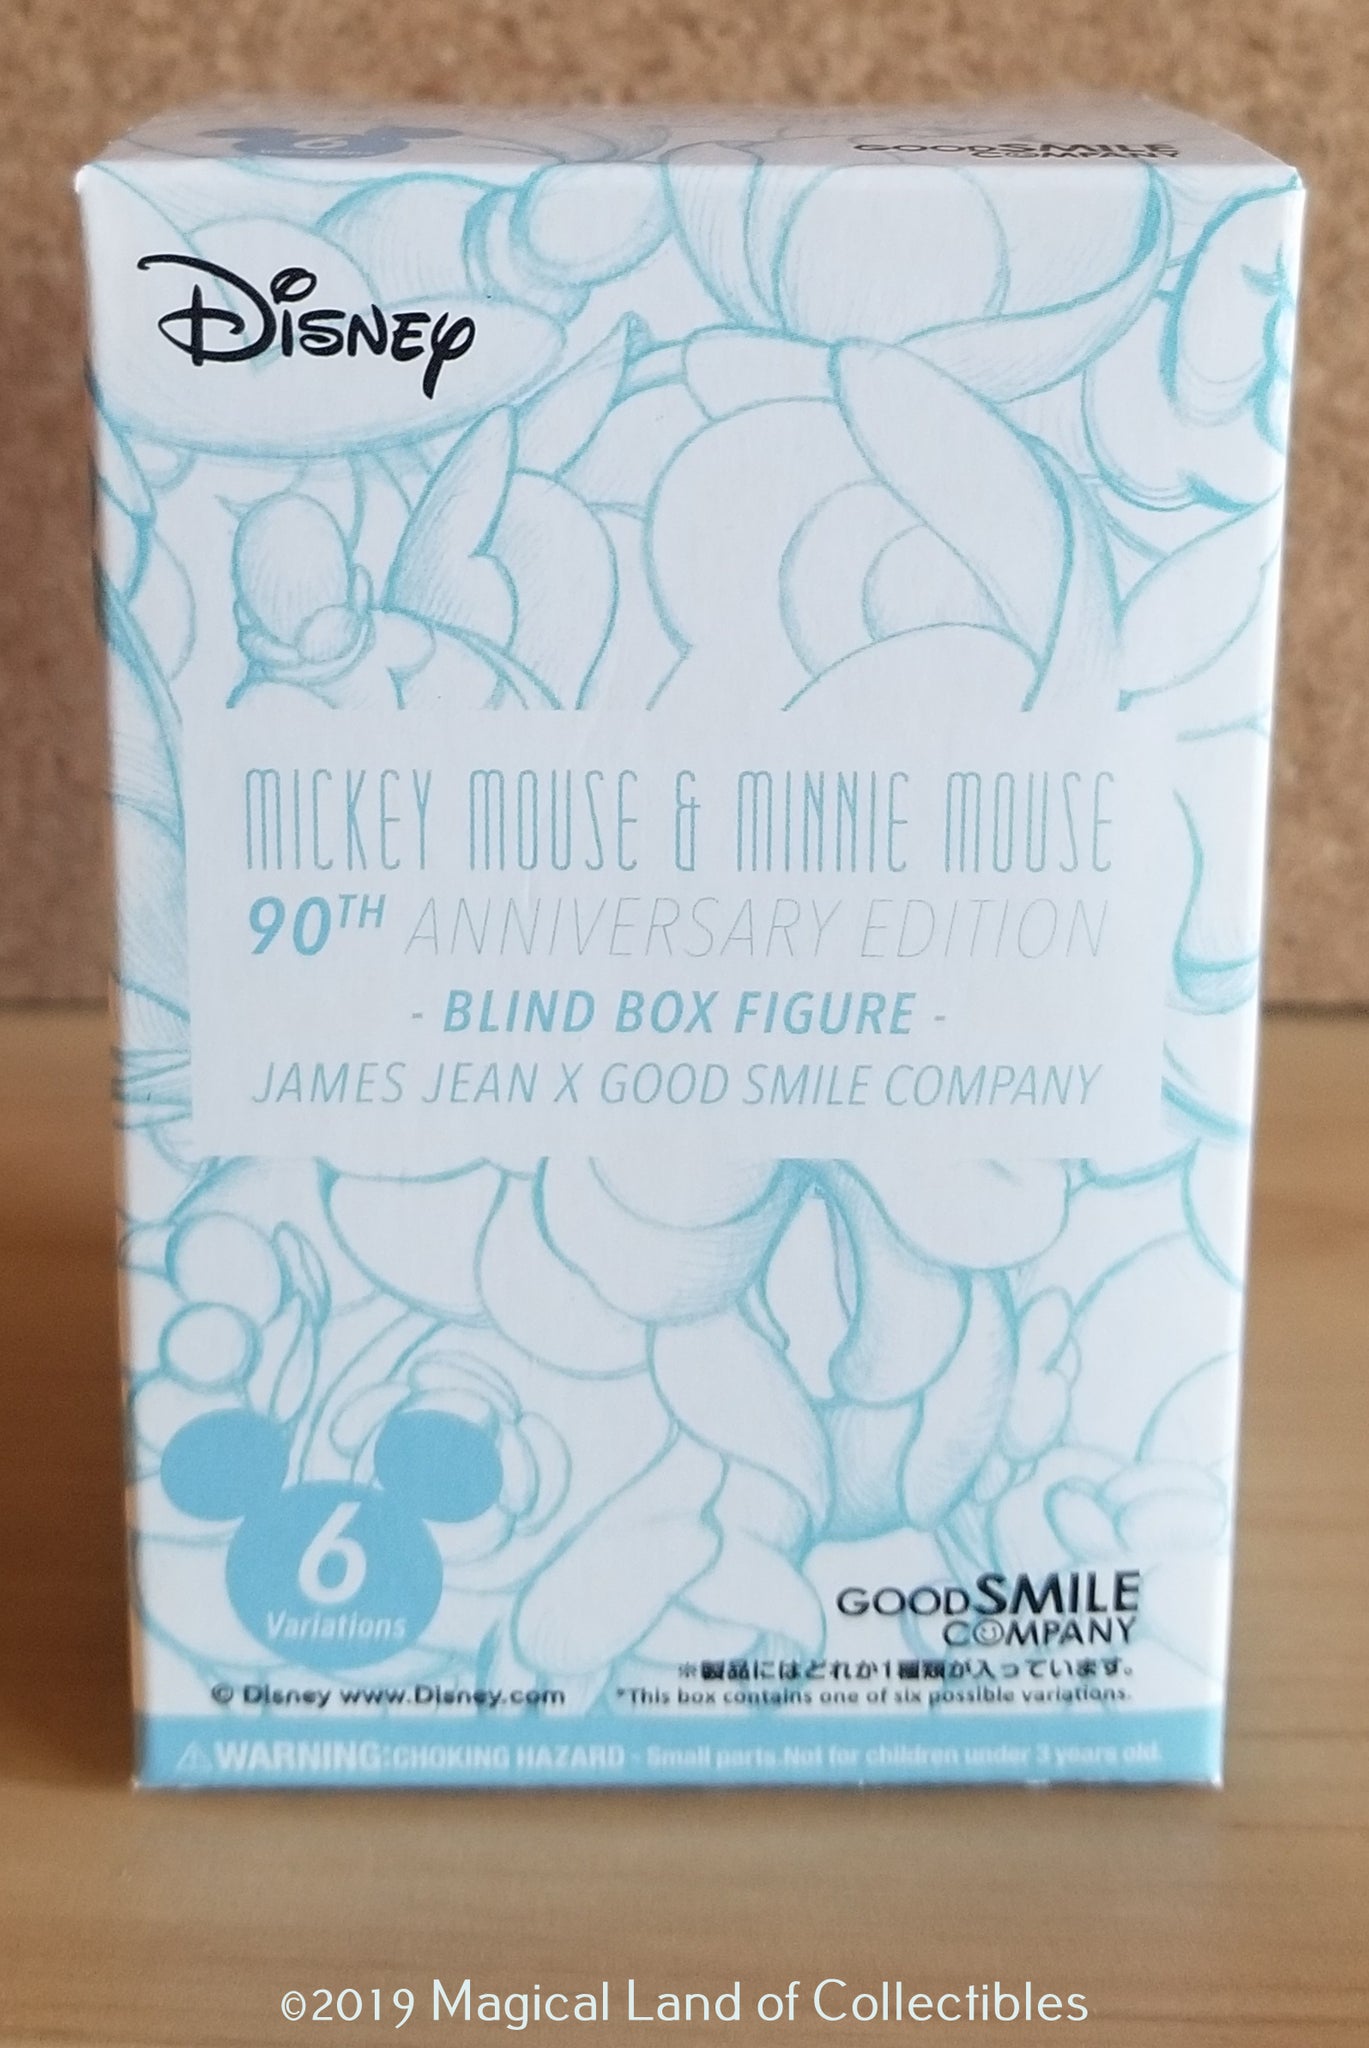 6
GOODSMILE
COMPANY
Disney
MICKEY MOUSE & MINNIE MOUSE
90TH ANNIVERSARY EDITION
- BLIND BOX FIGURE -
JAMES JEAN X GOOD SMILE COMPANY
6
Variations
GOODSMILE
COMPANY
※製品にはどれか1種類が入っています。
© Disney www.Disney.com *This box contains one of six possible variations.
⚠WARNING:CHOKING HAZARD - Small parts.Not for children under 3 years old.
©2019 Magical Land of Collectibles